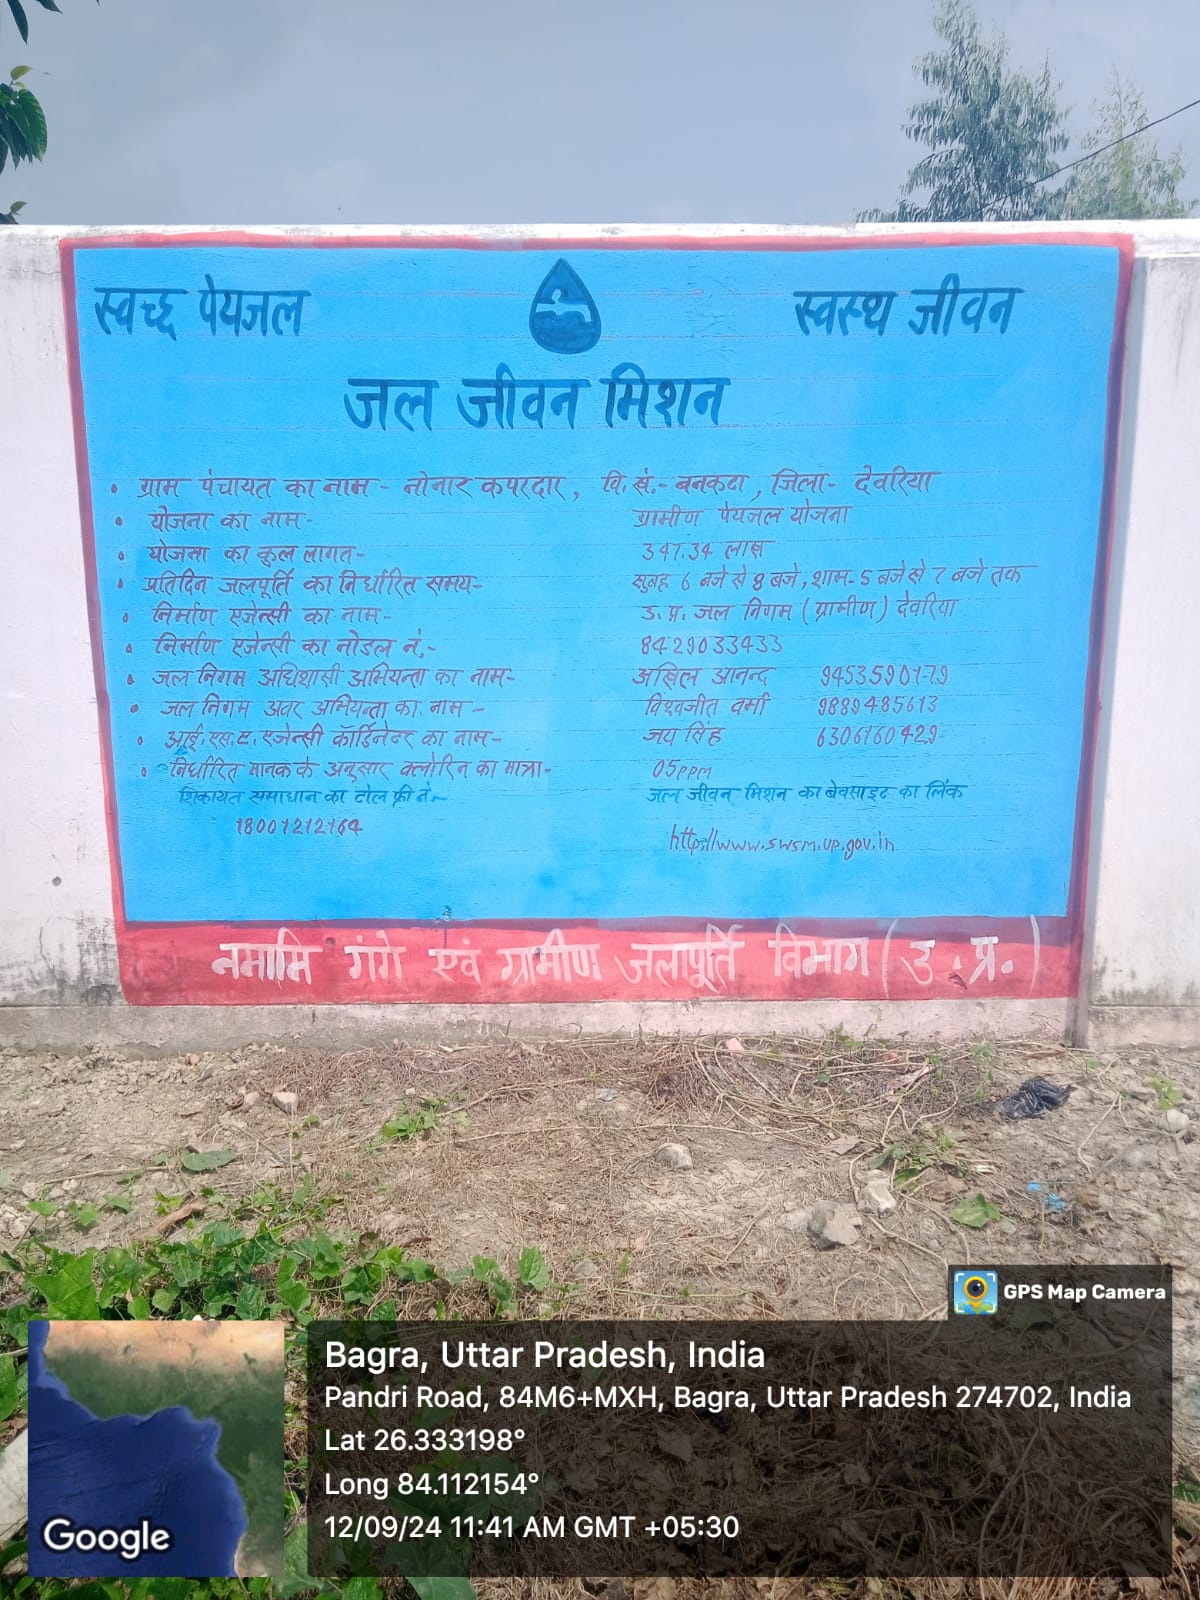 स्वच्छ पेयजल स्वस्थ जीवन
जल जीवन मिशन
• ग्राम पंचायत का नाम - नोनार कपरदार, वि.खं.- बनकटा, जिला- देवरिया
• योजना का नाम- ग्रामीण पेयजल योजना
• योजना का कुल लागत- 347.34 लाख
• प्रतिदिन जलपूर्ति का निर्धारित समय- सुबह 6 बजे से 8 बजे, शाम- 5 बजे से 7 बजे तक
• निर्माण एजेन्सी का नाम- उ. प्र. जल निगम (ग्रामीण) देवरिया
• निर्माण एजेन्सी का नोडल नं.- 8429033433
• जल निगम अधिशासी अभियन्ता का नाम- अखिल आनन्द
• जल निगम अवर अभियन्ता का नाम - विश्वजीत वर्मा 9889485613
• आई.एस.ए. एजेन्सी कॉर्डिनेटर का नाम- जय सिंह 6306160429
• निर्धारित मानक के अनुसार क्लोरिन का मात्रा- 05ppm
शिकायत समाधान का टोल फ्री नं.- जल जीवन मिशन का बेवसाइट का लिंक
18001212164 http://www.swsm.up.gov.in
नमामि गंगे एवं ग्रामीण जलापूर्ति विभाग (उ.प्र.)
GPS Map Camera
Bagra, Uttar Pradesh, India
Pandri Road, 84M6+MXH, Bagra, Uttar Pradesh 274702, India
Lat 26.333198°
Long 84.112154°
12/09/24 11:41 AM GMT +05:30
Google